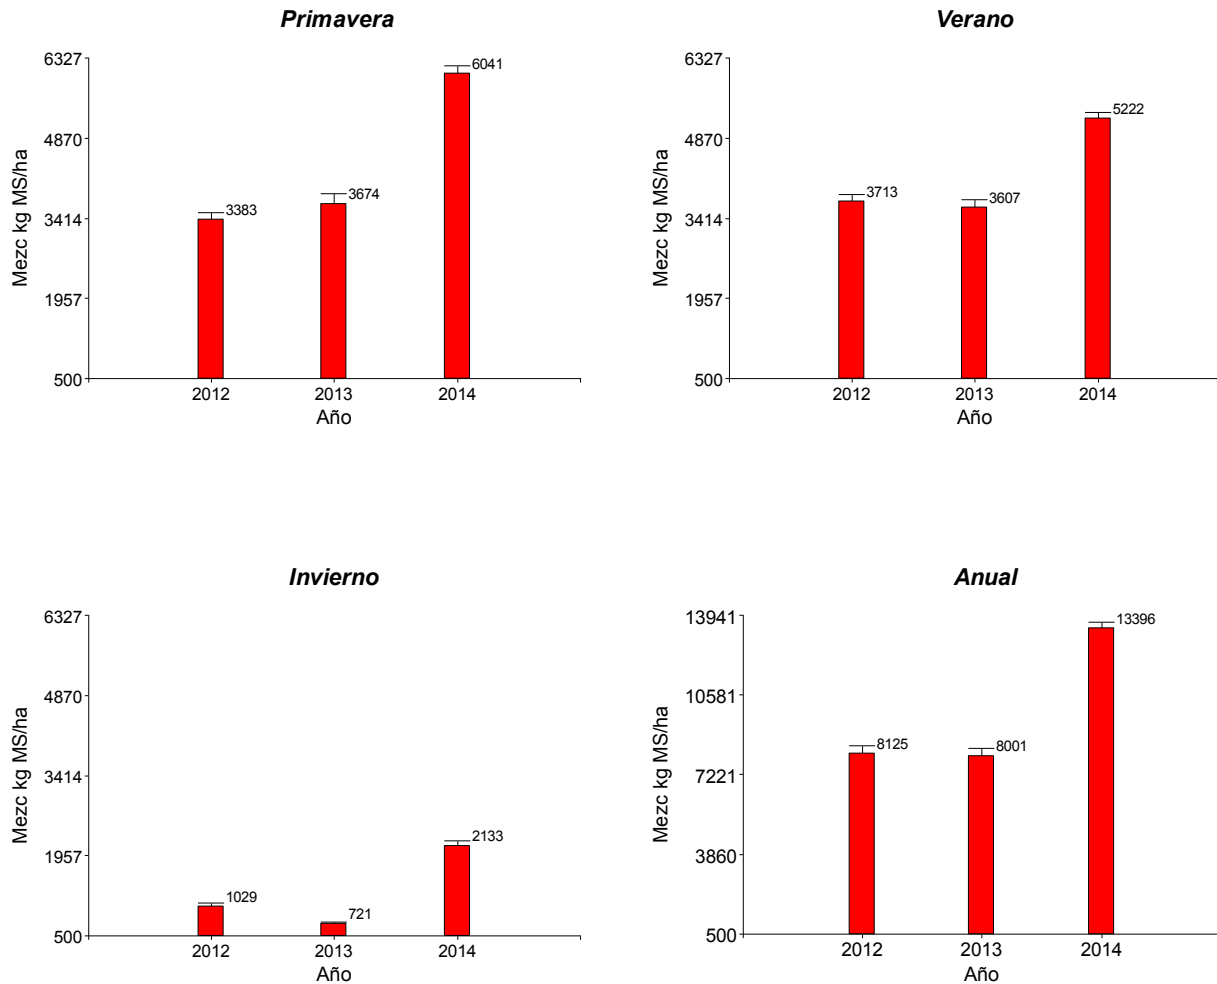 Primavera
Mezc kg MS/ha
6327
4870
3414
1957
500
3383
3674
6041
2012 2013 2014
Año
Verano
Mezc kg MS/ha
6327
4870
3414
1957
500
3713
3607
5222
2012 2013 2014
Año
Invierno
Mezc kg MS/ha
6327
4870
3414
1957
500
1029
721
2133
2012 2013 2014
Año
Anual
Mezc kg MS/ha
13941
10581
7221
3860
500
8125
8001
13396
2012 2013 2014
Año